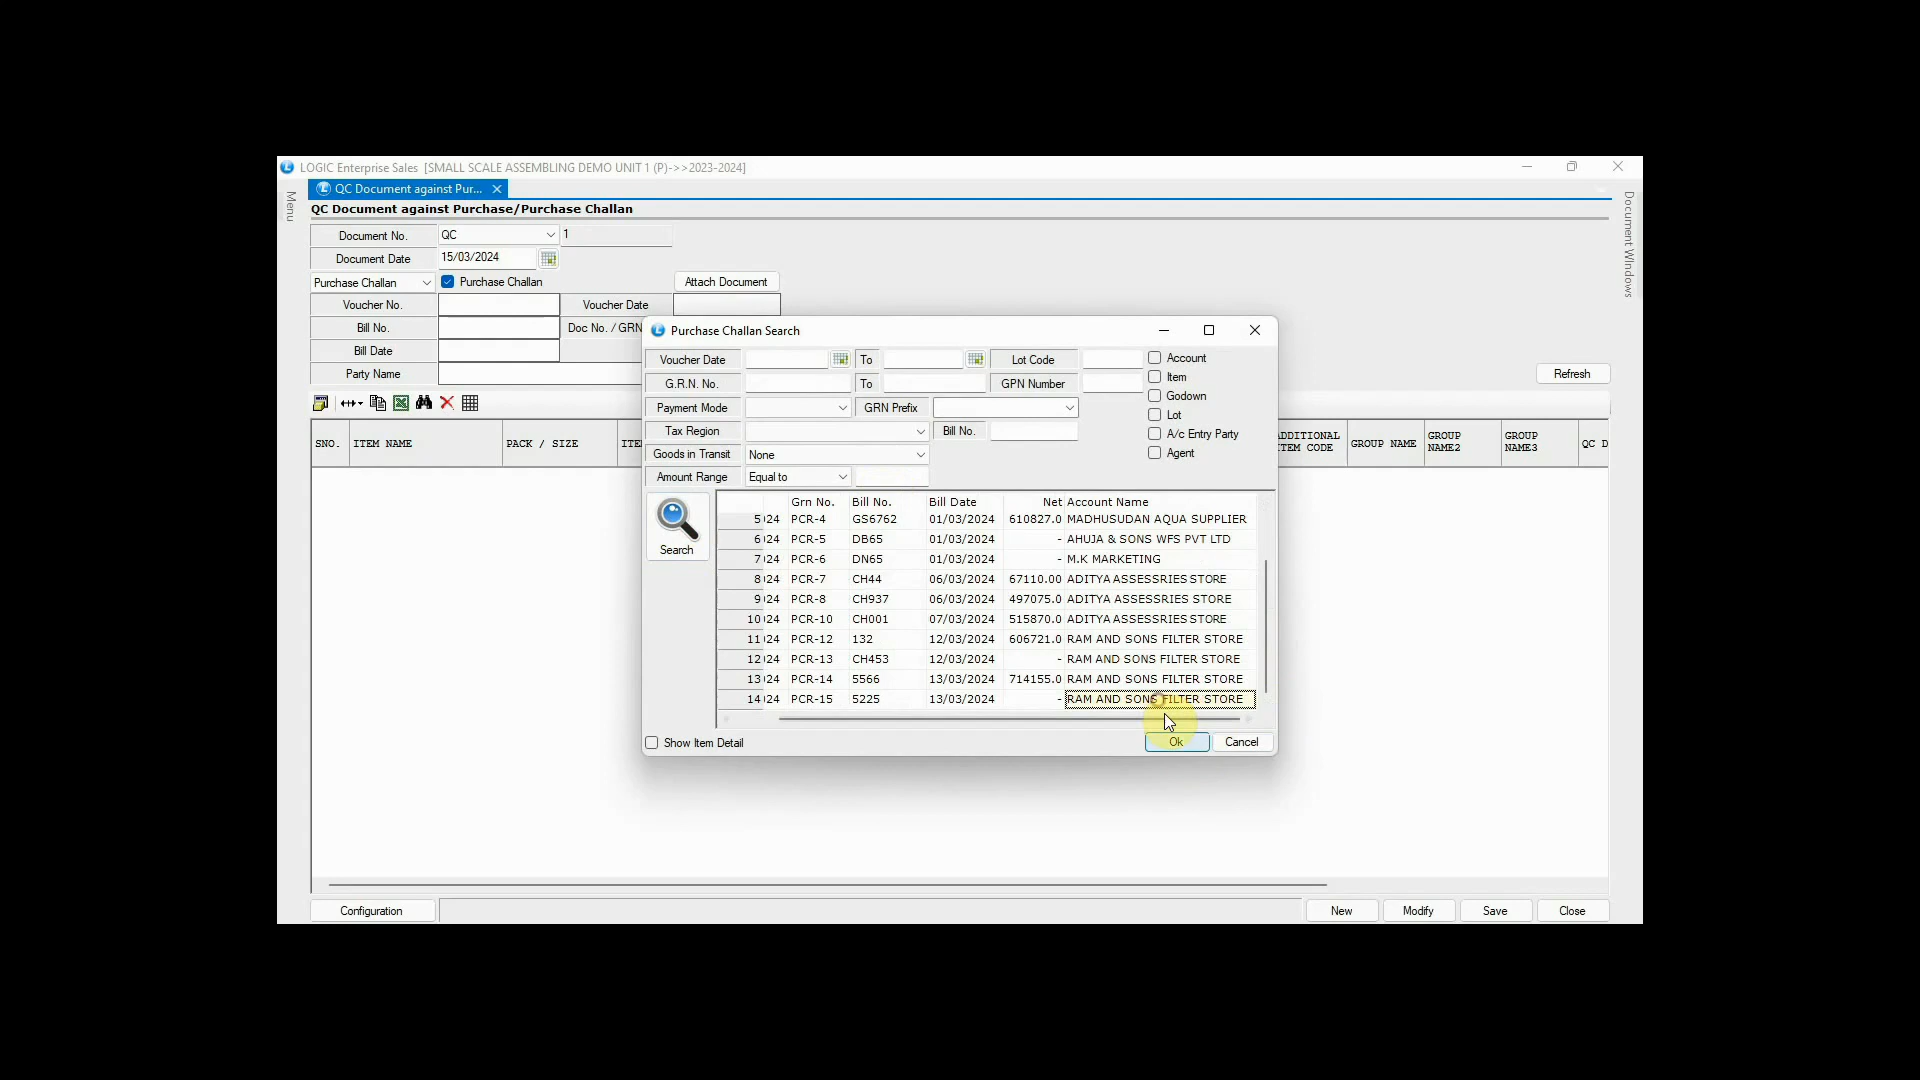 LOGIC Enterprise Sales [SMALL SCALE ASSEMBLING DEMO UNIT 1 (P)->>2023-2024]
Menu
QC Document against Pur...
Document Windows
QC Document against Purchase/Purchase Challan
Document No. QC 1
Document Date 15/03/2024
Purchase Challan Purchase Challan Attach Document
Voucher No. Voucher Date
Bill No. Doc No. / GRN
Bill Date
Party Name Refresh
SNO. ITEM NAME PACK / SIZE ITE
DDITIONAL TEM CODE GROUP NAME GROUP NAME2 GROUP NAME3 QC D
Purchase Challan Search
Voucher Date To Lot Code Account
G.R.N. No. To GPN Number Item
Payment Mode GRN Prefix Godown
Tax Region Bill No. Lot
Goods in Transit None A/c Entry Party
Amount Range Equal to Agent
Search
Grn No. Bill No. Bill Date Net Account Name
5 024 PCR-4 GS6762 01/03/2024 610827.0 MADHUSUDAN AQUA SUPPLIER
6 024 PCR-5 DB65 01/03/2024 - AHUJA & SONS WFS PVT LTD
7 024 PCR-6 DN65 01/03/2024 - M.K MARKETING
8 024 PCR-7 CH44 06/03/2024 67110.00 ADITYA ASSESSRIES STORE
9 024 PCR-8 CH937 06/03/2024 497075.0 ADITYA ASSESSRIES STORE
10 024 PCR-10 CH001 07/03/2024 515870.0 ADITYA ASSESSRIES STORE
11 024 PCR-12 132 12/03/2024 606721.0 RAM AND SONS FILTER STORE
12 024 PCR-13 CH453 12/03/2024 - RAM AND SONS FILTER STORE
13 024 PCR-14 5566 13/03/2024 714155.0 RAM AND SONS FILTER STORE
14 024 PCR-15 5225 13/03/2024 - RAM AND SONS FILTER STORE
Show Item Detail Ok Cancel
Configuration New Modify Save Close